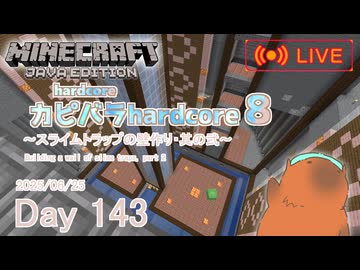 MINECRAFT
JAVA EDITION
LIVE
hardcore
カピバラhardcore8
～スライムトラップの壁作り・其の弐～
Building a wall of slime traps, part 2
2025/06/25
Day 143